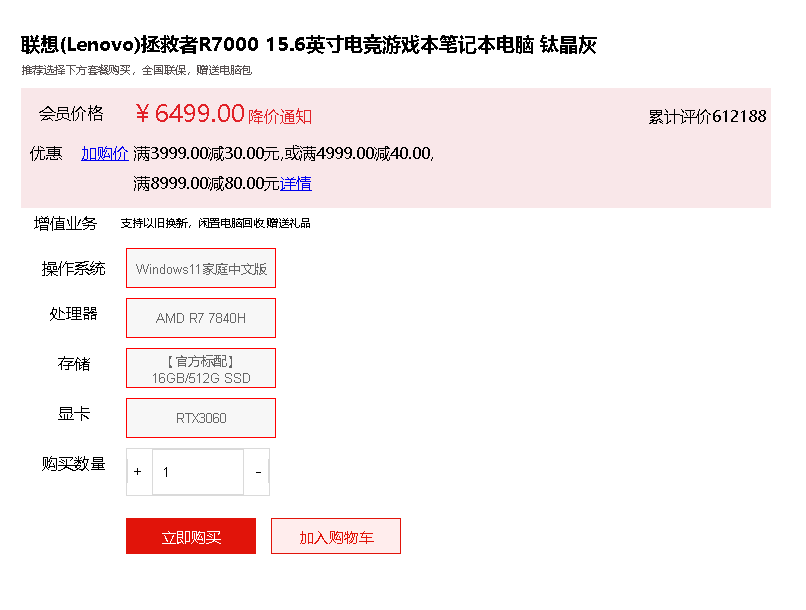 联想(Lenovo)拯救者R7000 15.6英寸电竞游戏本笔记本电脑 钛晶灰
推荐选择下方套餐购买，全国联保，赠送电脑包
会员价格 ￥6499.00 降价通知 累计评价612188
优惠 加购价 满3999.00减30.00元,或满4999.00减40.00,
满8999.00减80.00元详情
增值业务 支持以旧换新，闲置电脑回收 赠送礼品
操作系统 Windows11家庭中文版
处理器 AMD R7 7840H
存储 【官方标配】
16GB/512G SSD
显卡 RTX3060
购买数量 + 1 -
立即购买 加入购物车